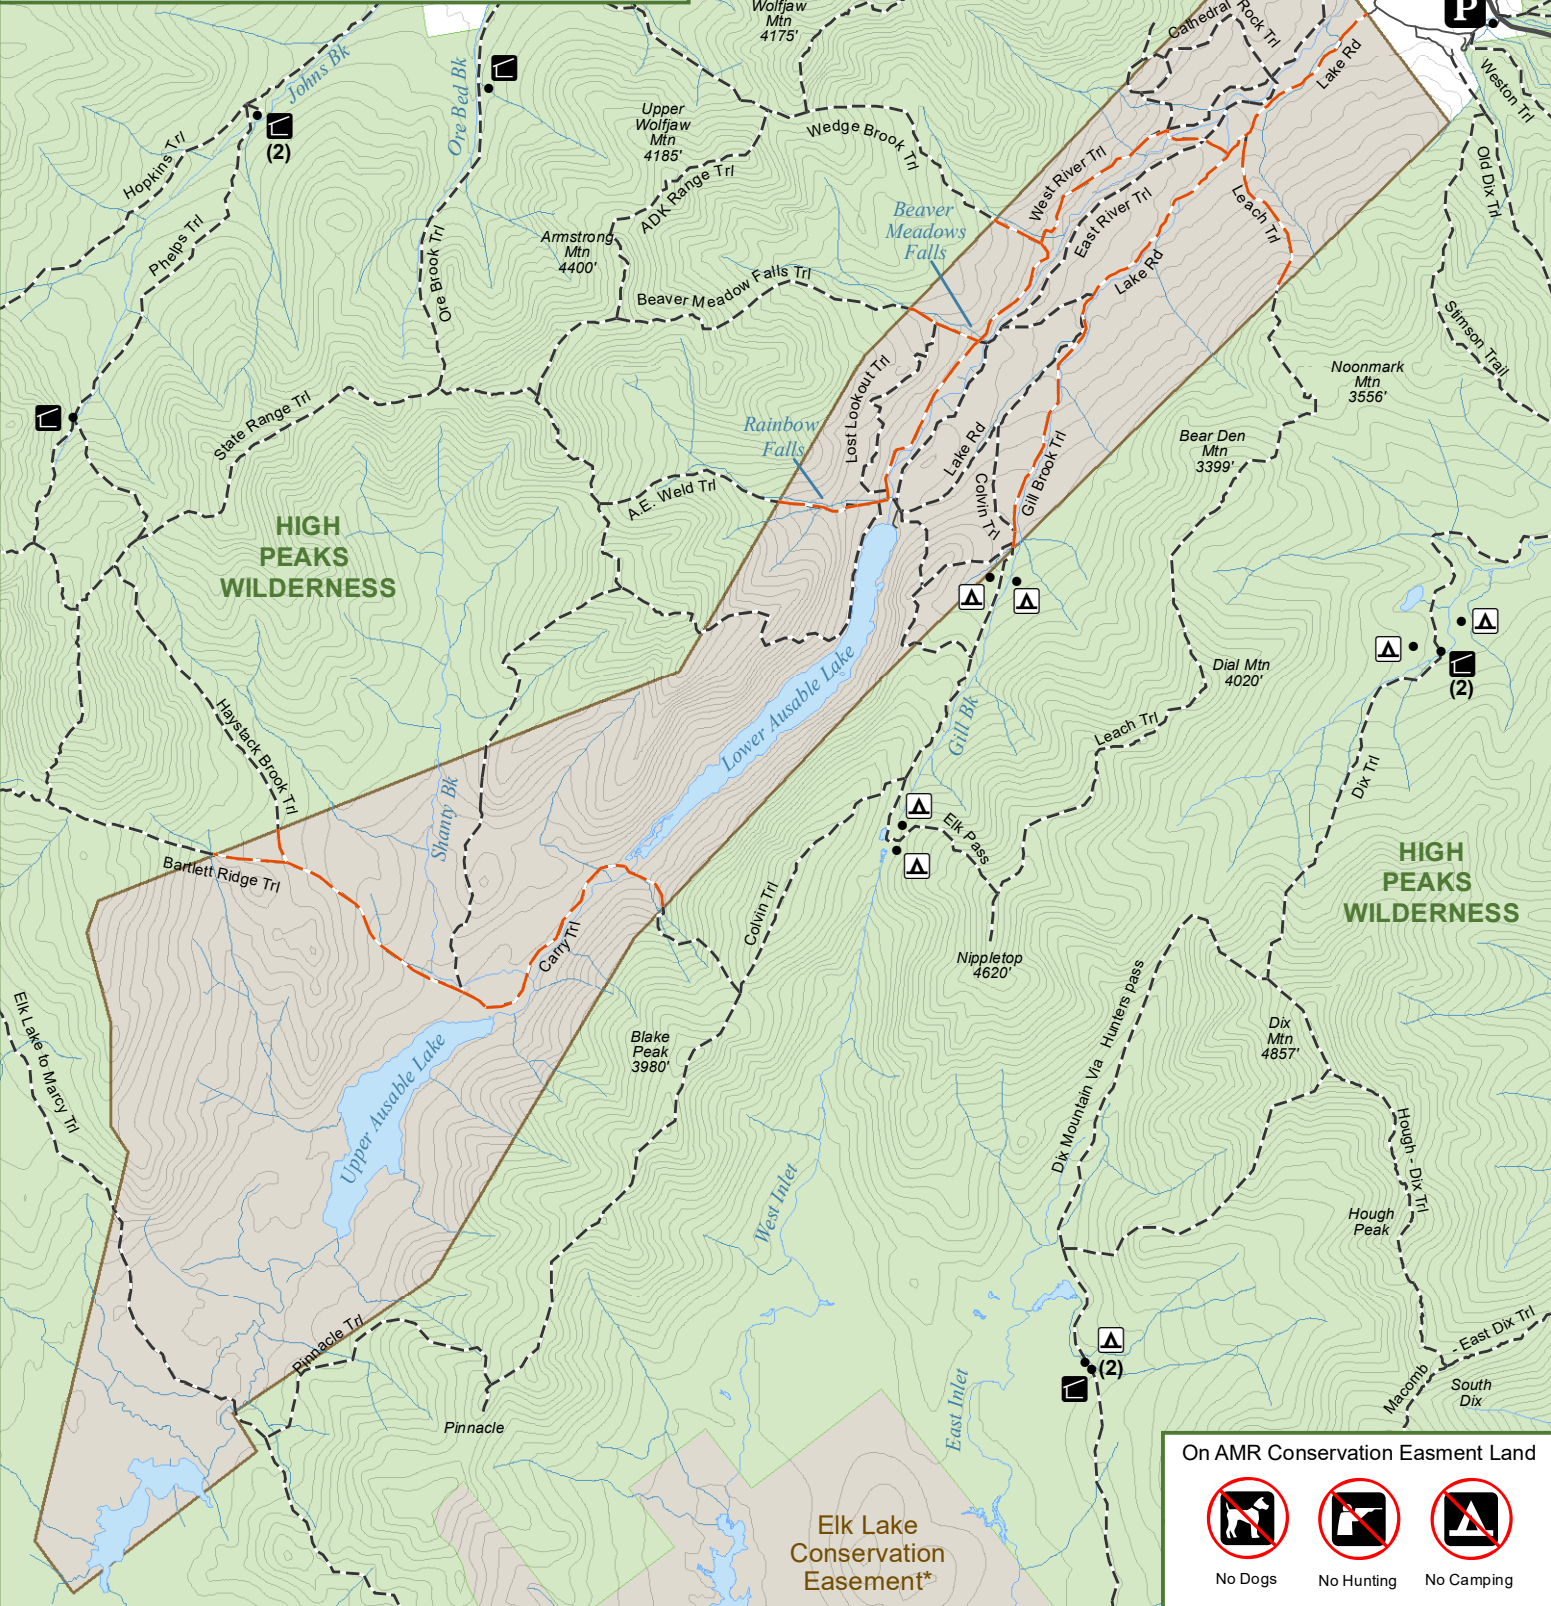 Wolfjaw
Mtn
4175'
Cathedral Rock Trl
P
Lake Rd
Weston Trl
Johns Bk
Ore Bed Bk
Upper
Wolfjaw
Mtn
4185'
Wedge Brook Trl
(2)
Hopkins Trl
Old Dix Trl
West River Trl
ADK Range Trl
East River Trl
Leach Trl
Beaver
Meadows
Falls
Phelps Trl
Ore Brook Trl
Armstrong
Mtn
4400'
Beaver Meadow Falls Trl
Lake Rd
Stimson Trail
Noonmark
Mtn
3556'
Lost Lookout Trl
State Range Trl
Rainbow
Falls
Bear Den
Mtn
3399'
Lake Rd
Gill Brook Trl
Colvin Trl
A.E. Weld Trl
HIGH
PEAKS
WILDERNESS
Dial Mtn
4020'
(2)
Lower Ausable Lake
Gill Bk
Leach Trl
Haystack Brook Trl
Shanty Bk
Dix Trl
Elk Pass
Bartlett Ridge Trl
HIGH
PEAKS
WILDERNESS
Colvin Trl
Carry Trl
Nippletop
4620'
Elk Lake to Marcy Trl
Dix Mountain Via Hunters pass
Blake
Peak
3980'
Dix
Mtn
4857'
Upper Ausable Lake
Hough - Dix Trl
West Inlet
Hough
Peak
Pinnacle Trl
(2)
Macomb - East Dix Trl
South
Dix
East Inlet
Pinnacle
Elk Lake
Conservation
Easement*
On AMR Conservation Easment Land
No Dogs
No Hunting
No Camping